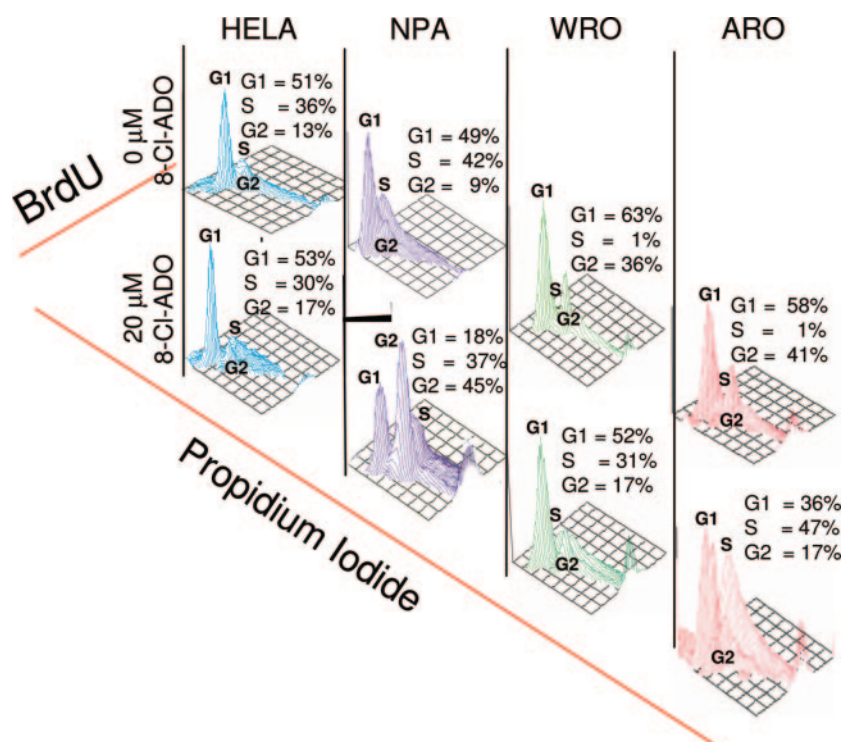 HELA NPA WRO ARO
BrdU
0 µM
8-Cl-ADO
G1
S
G2
G1 = 51%
S = 36%
G2 = 13%
G1
S
G2
G1 = 49%
S = 42%
G2 = 9%
G1
S
G2
G1 = 63%
S = 1%
G2 = 36%
G1
S
G2
G1 = 58%
S = 1%
G2 = 41%
20 µM
8-Cl-ADO
G1
S
G2
G1 = 53%
S = 30%
G2 = 17%
G2
G1
S
G1 = 18%
S = 37%
G2 = 45%
G1
S
G2
G1 = 52%
S = 31%
G2 = 17%
G1
S
G2
G1 = 36%
S = 47%
G2 = 17%
Propidium Iodide